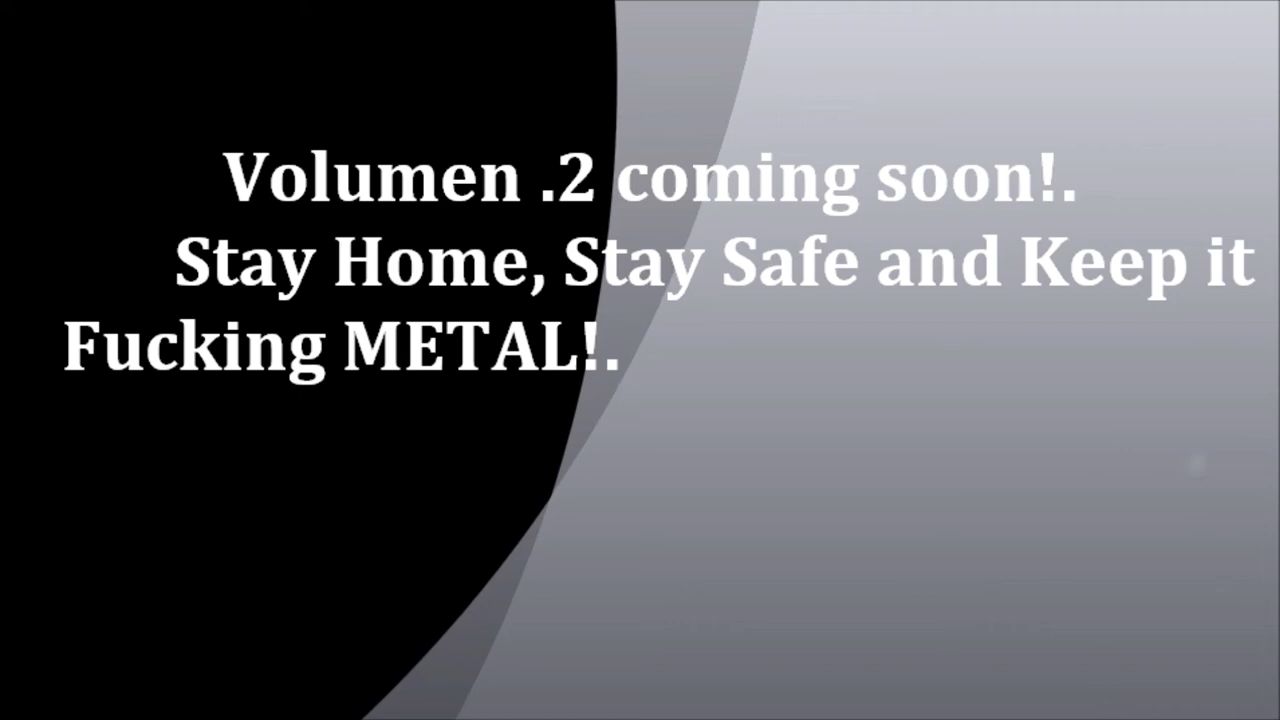 Volumen .2 coming soon!.
Stay Home, Stay Safe and Keep it
Fucking METAL!.